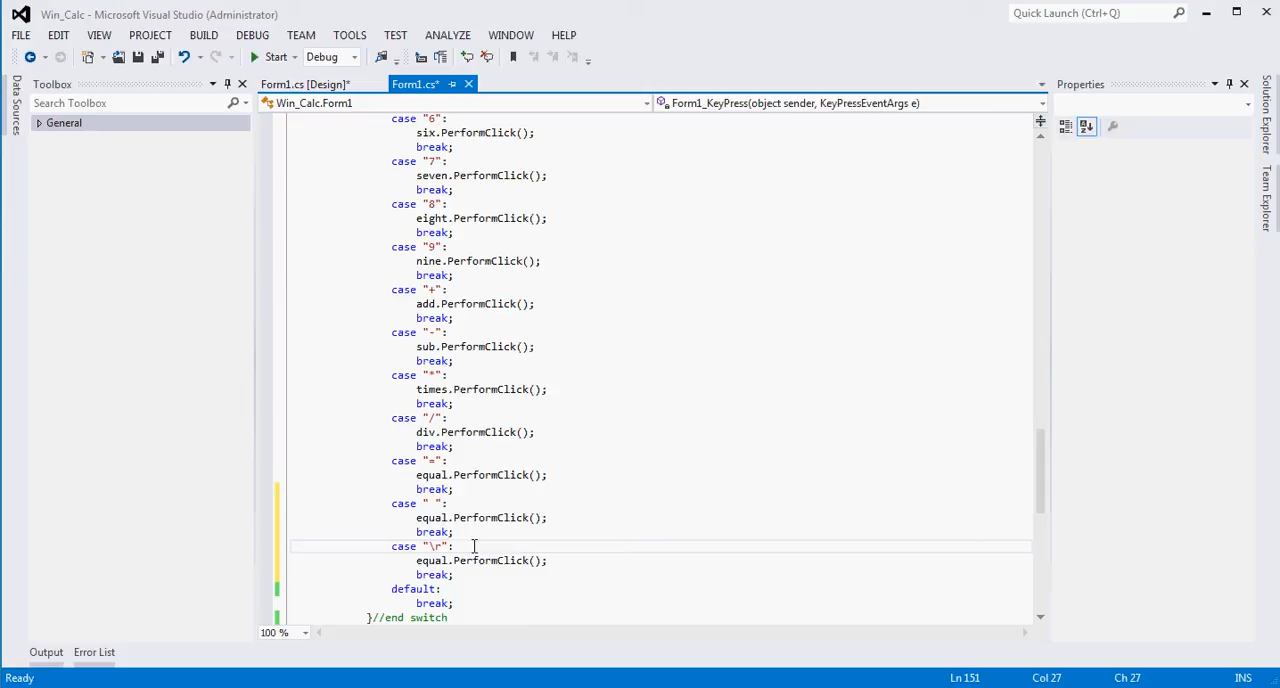 Win_Calc - Microsoft Visual Studio (Administrator)
Quick Launch (Ctrl+Q)
FILE EDIT VIEW PROJECT BUILD DEBUG TEAM TOOLS TEST ANALYZE WINDOW HELP
Start Debug
Data Sources
Toolbox
Search Toolbox
General
Form1.cs [Design]* Form1.cs*
Win_Calc.Form1 Form1_KeyPress(object sender, KeyPressEventArgs e)
case "6":
six.PerformClick();
break;
case "7":
seven.PerformClick();
break;
case "8":
eight.PerformClick();
break;
case "9":
nine.PerformClick();
break;
case "+":
add.PerformClick();
break;
case "-":
sub.PerformClick();
break;
case "*":
times.PerformClick();
break;
case "/":
div.PerformClick();
break;
case "=":
equal.PerformClick();
break;
case " ":
equal.PerformClick();
break;
case "\r":
equal.PerformClick();
break;
default:
break;
}//end switch
100 %
Properties
Solution Explorer
Team Explorer
Output Error List
Ready Ln 151 Col 27 Ch 27 INS